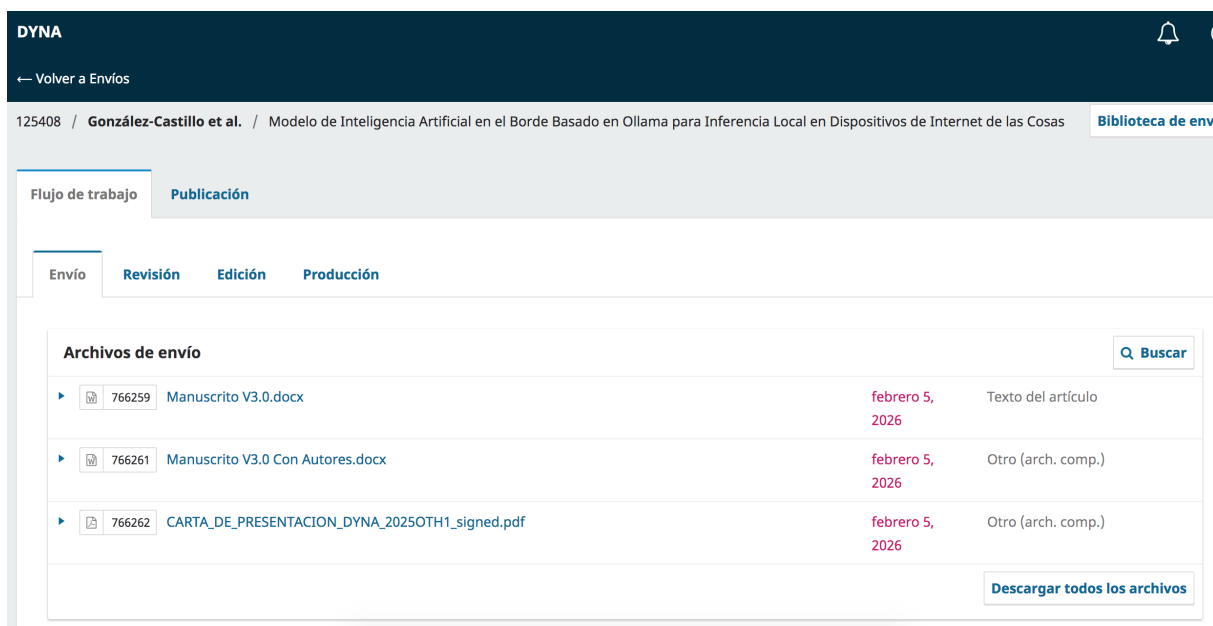 DYNA
← Volver a Envíos
125408 / González-Castillo et al. / Modelo de Inteligencia Artificial en el Borde Basado en Ollama para Inferencia Local en Dispositivos de Internet de las Cosas
Biblioteca de env
Flujo de trabajo
Publicación
Envío
Revisión
Edición
Producción
Archivos de envío
Buscar
766259 Manuscrito V3.0.docx febrero 5, Texto del artículo
2026
766261 Manuscrito V3.0 Con Autores.docx febrero 5, Otro (arch. comp.)
2026
766262 CARTA_DE_PRESENTACION_DYNA_2025OTH1_signed.pdf febrero 5, Otro (arch. comp.)
2026
Descargar todos los archivos